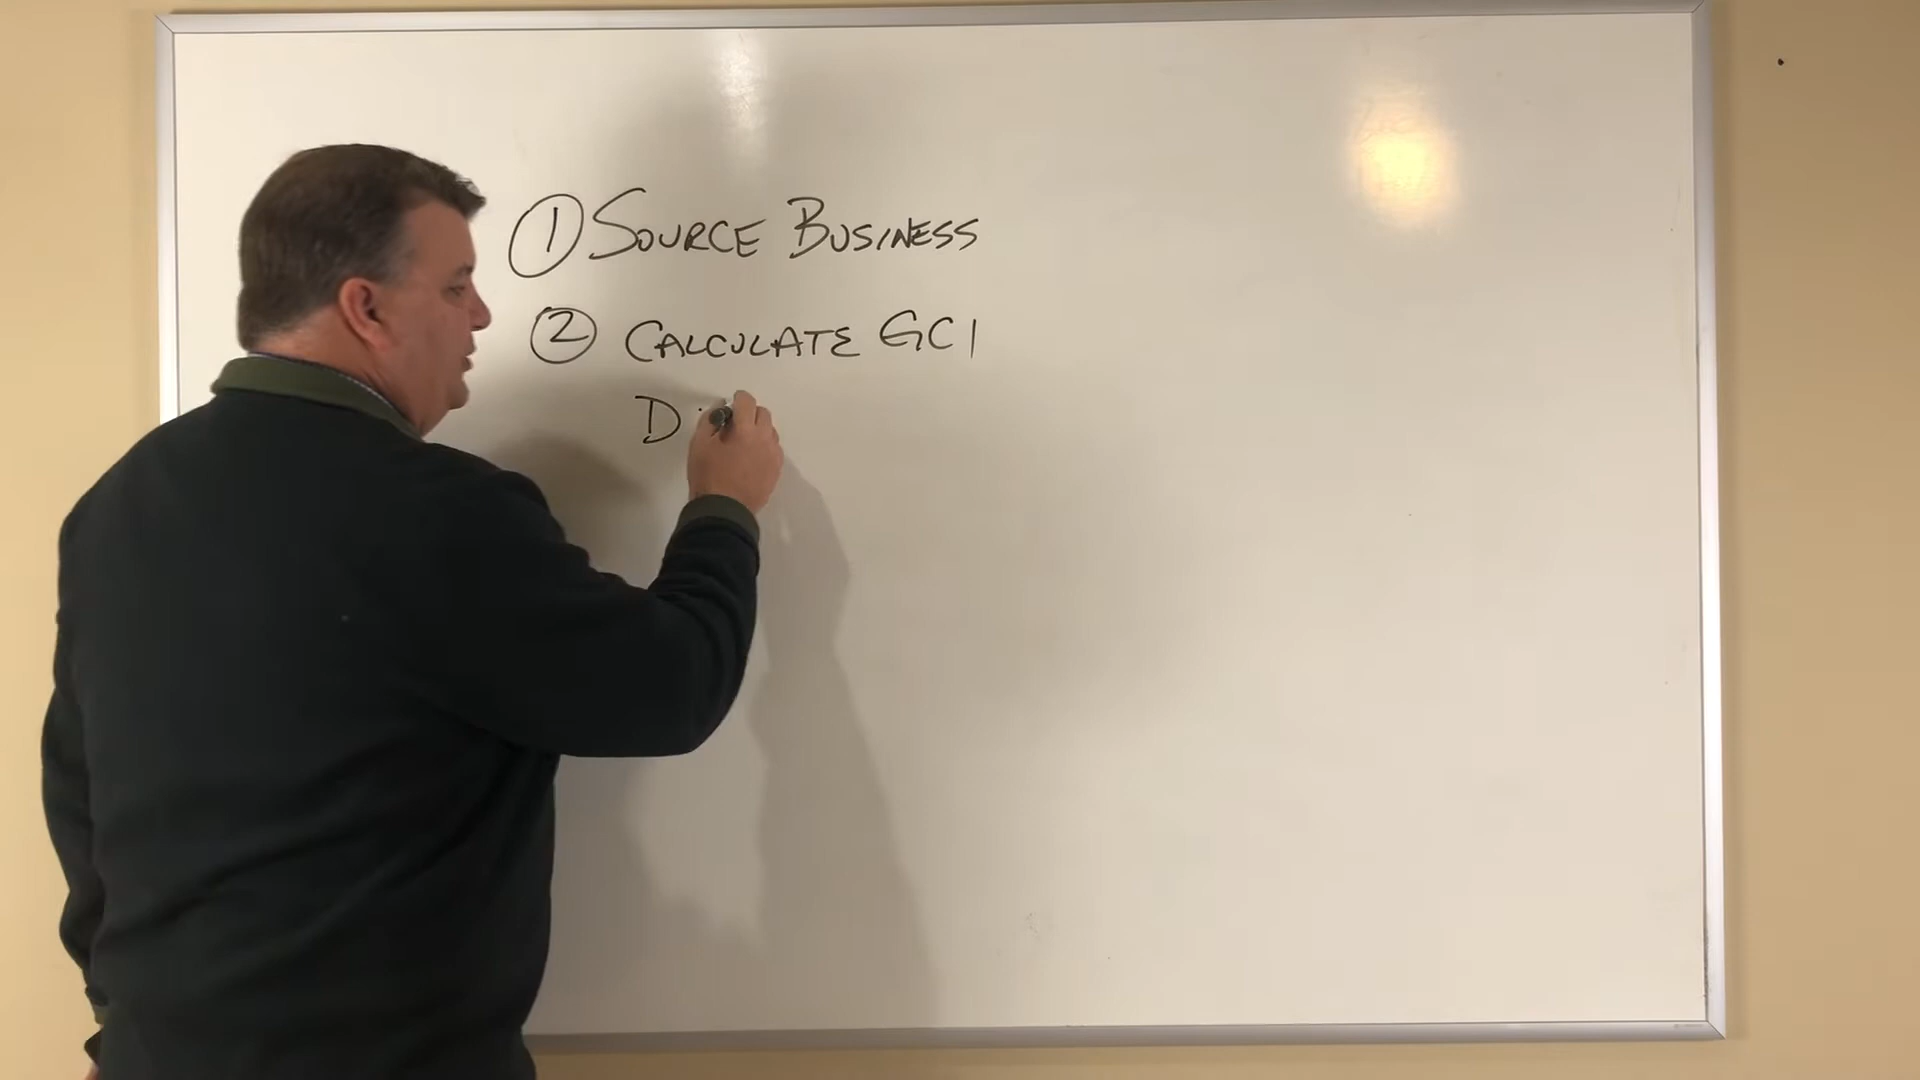 ① SOURCE BUSINESS
② CALCULATE GCI
D